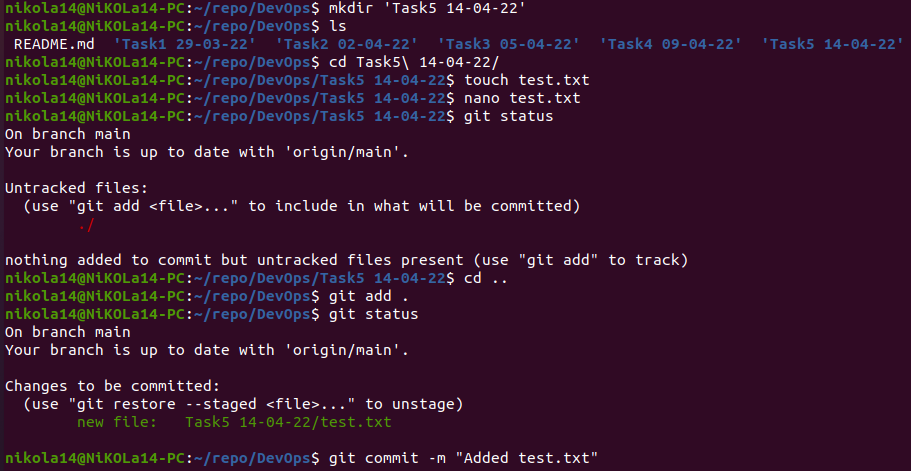 nikola14@NiKOLa14-PC:~/repo/DevOps$ mkdir 'Task5 14-04-22'
nikola14@NiKOLa14-PC:~/repo/DevOps$ ls
 README.md  'Task1 29-03-22'  'Task2 02-04-22'  'Task3 05-04-22'  'Task4 09-04-22'  'Task5 14-04-22'
nikola14@NiKOLa14-PC:~/repo/DevOps$ cd Task5\ 14-04-22/
nikola14@NiKOLa14-PC:~/repo/DevOps/Task5 14-04-22$ touch test.txt
nikola14@NiKOLa14-PC:~/repo/DevOps/Task5 14-04-22$ nano test.txt
nikola14@NiKOLa14-PC:~/repo/DevOps/Task5 14-04-22$ git status
On branch main
Your branch is up to date with 'origin/main'.

Untracked files:
  (use "git add <file>..." to include in what will be committed)
        ./

nothing added to commit but untracked files present (use "git add" to track)
nikola14@NiKOLa14-PC:~/repo/DevOps/Task5 14-04-22$ cd ..
nikola14@NiKOLa14-PC:~/repo/DevOps$ git add .
nikola14@NiKOLa14-PC:~/repo/DevOps$ git status
On branch main
Your branch is up to date with 'origin/main'.

Changes to be committed:
  (use "git restore --staged <file>..." to unstage)
        new file:   Task5 14-04-22/test.txt

nikola14@NiKOLa14-PC:~/repo/DevOps$ git commit -m "Added test.txt"